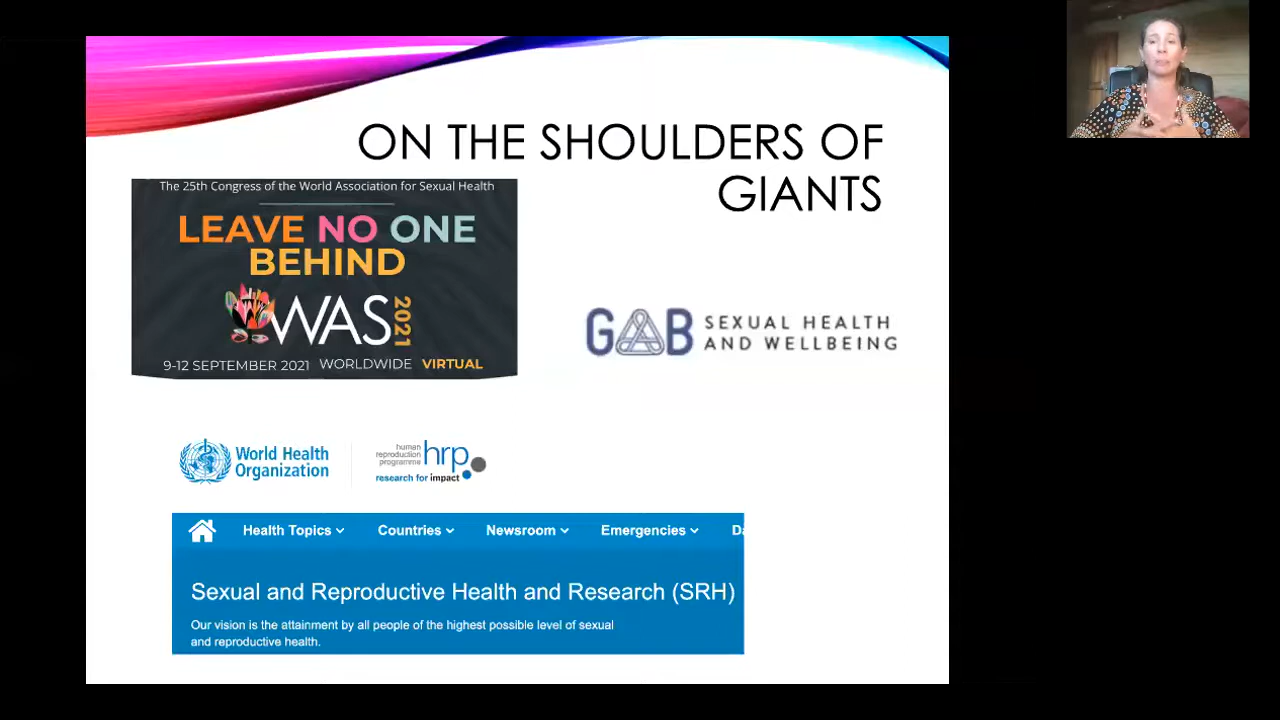 ON THE SHOULDERS OF
GIANTS
The 25th Congress of the World Association for Sexual Health
LEAVE NO ONE
BEHIND
WAS 2021
9-12 SEPTEMBER 2021 WORLDWIDE VIRTUAL
GAB SEXUAL HEALTH
AND WELLBEING
World Health
Organization
human
reproduction
programme hrp
research for impact
Health Topics Countries Newsroom Emergencies Da
Sexual and Reproductive Health and Research (SRH)
Our vision is the attainment by all people of the highest possible level of sexual
and reproductive health.